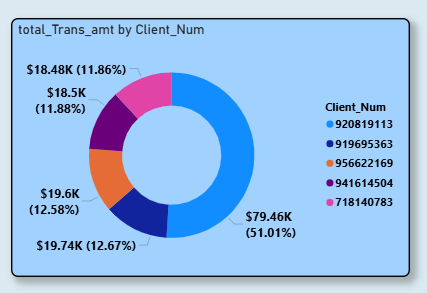 total_Trans_amt by Client_Num
$18.48K (11.86%)
$18.5K
(11.88%)
$19.6K
(12.58%)
$19.74K (12.67%)
$79.46K
(51.01%)
Client_Num
920819113
919695363
956622169
941614504
718140783